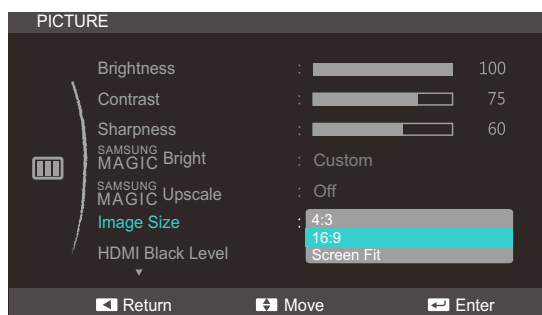 PICTURE
Brightness : 100
Contrast : 75
Sharpness : 60
SAMSUNG MAGIC Bright : Custom
SAMSUNG MAGIC Upscale : Off
Image Size : 4:3
16:9
Screen Fit
HDMI Black Level
Return Move Enter